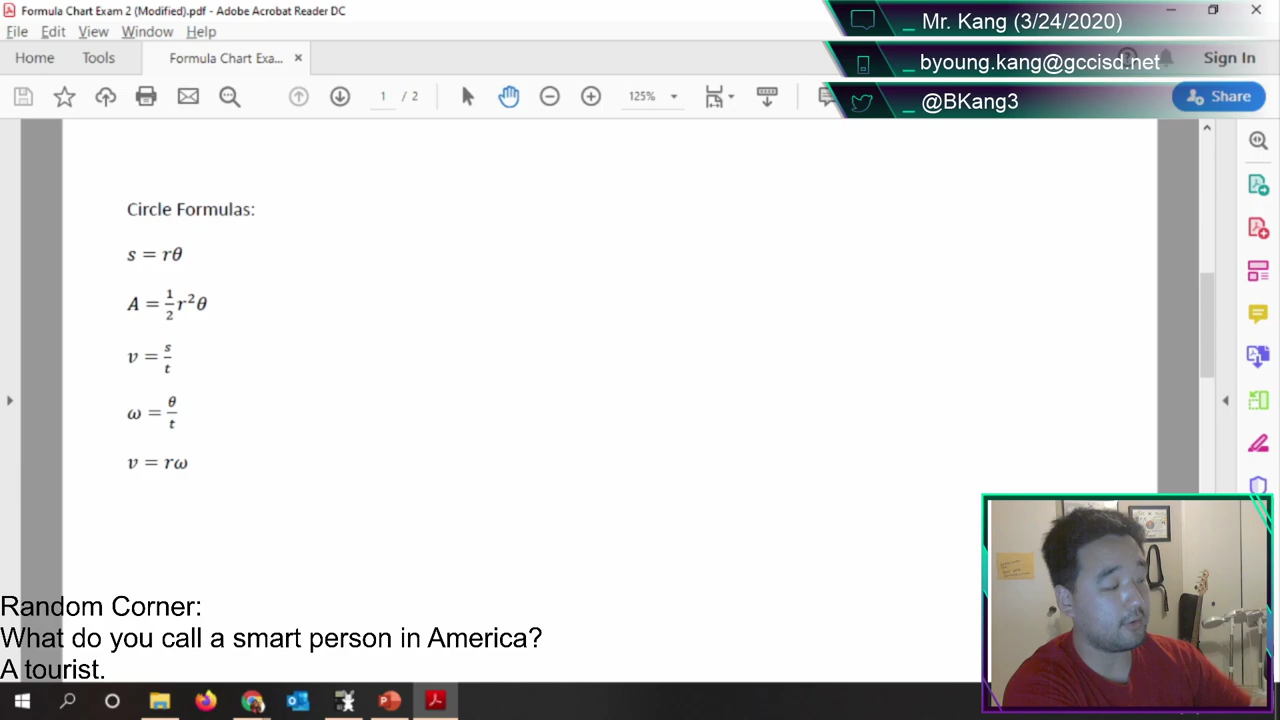 Formula Chart Exam 2 (Modified).pdf - Adobe Acrobat Reader DC
File Edit View Window Help
Home Tools Formula Chart Exa... × Sign In
1 / 2 125% Share
_ Mr. Kang (3/24/2020)
_ byoung.kang@gccisd.net
_ @BKang3
Circle Formulas:
s = rθ
A = 1/2 r²θ
v = s/t
ω = θ/t
v = rω
Random Corner:
What do you call a smart person in America?
A tourist.